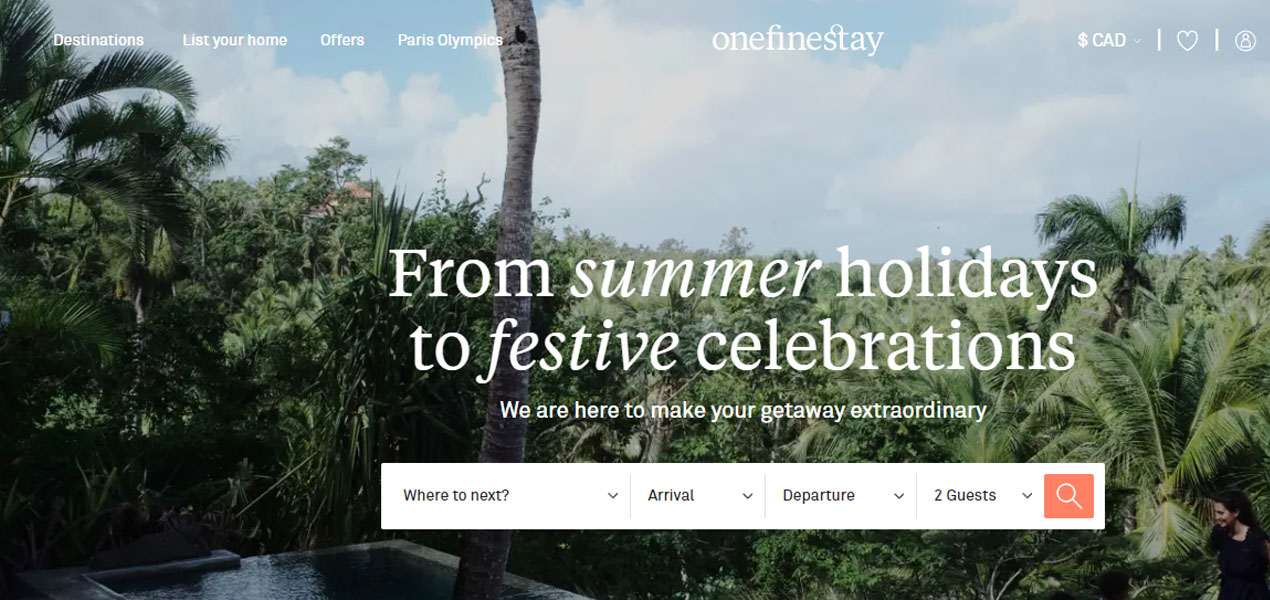 Destinations
List your home
Offers
Paris Olympics
onefinestay
$ CAD
From summer holidays
to festive celebrations
We are here to make your getaway extraordinary
Where to next?
Arrival
Departure
2 Guests